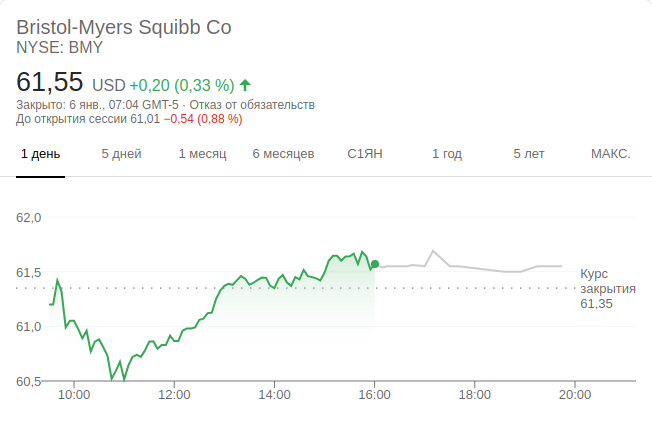 Bristol-Myers Squibb Co
NYSE: BMY
61,55 USD +0,20 (0,33 %)
Закрыто: 6 янв., 07:04 GMT-5 · Отказ от обязательств
До открытия сессии 61,01 −0,54 (0,88 %)
1 день 5 дней 1 месяц 6 месяцев С1ЯН 1 год 5 лет МАКС.
62,0
61,5
Курс
закрытия
61,35
61,0
60,5
10:00 12:00 14:00 16:00 18:00 20:00